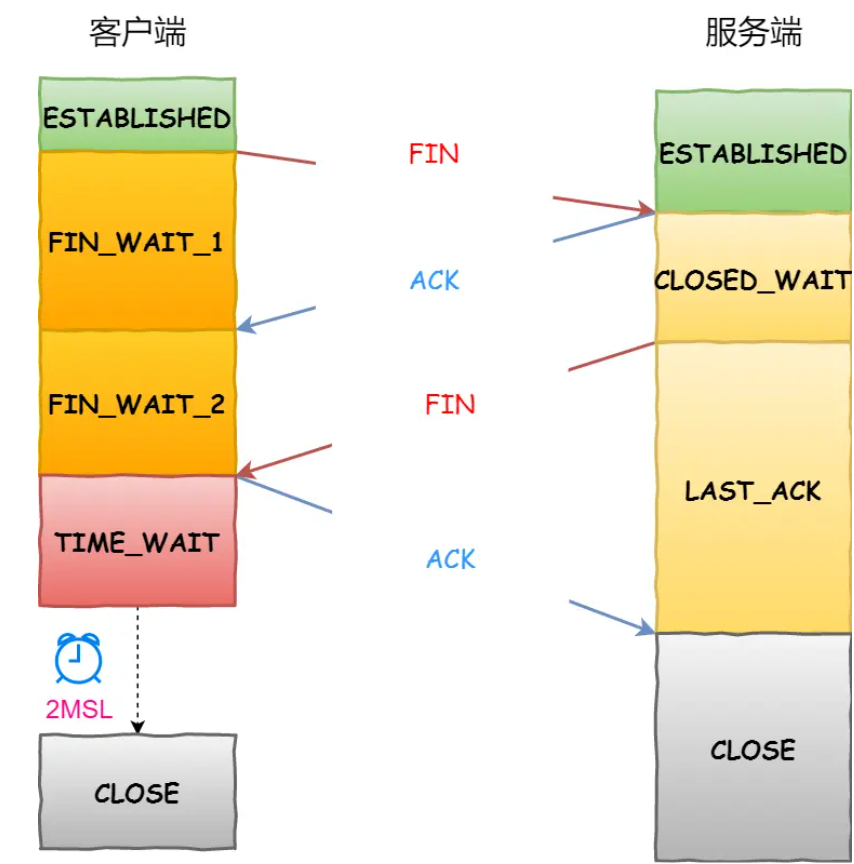 客户端
服务端
ESTABLISHED
FIN
ESTABLISHED
FIN_WAIT_1
ACK
CLOSED_WAIT
FIN_WAIT_2
FIN
LAST_ACK
TIME_WAIT
ACK
2MSL
CLOSE
CLOSE